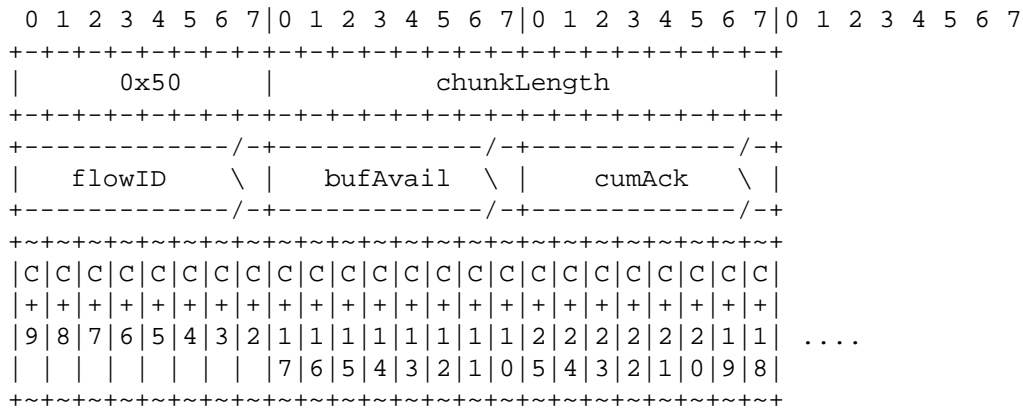 0 1 2 3 4 5 6 7|0 1 2 3 4 5 6 7|0 1 2 3 4 5 6 7|0 1 2 3 4 5 6 7
+-+-+-+-+-+-+-+-+-+-+-+-+-+-+-+-+-+-+-+-+-+-+-+-+
|      0x50     |          chunkLength          |
+-+-+-+-+-+-+-+-+-+-+-+-+-+-+-+-+-+-+-+-+-+-+-+-+
+-------------/-+-------------/-+-------------/-+
|   flowID    \ |   bufAvail  \ |    cumAck   \ |
+-------------/-+-------------/-+-------------/-+
+~+~+~+~+~+~+~+~+~+~+~+~+~+~+~+~+~+~+~+~+~+~+~+~+
|C|C|C|C|C|C|C|C|C|C|C|C|C|C|C|C|C|C|C|C|C|C|C|C|
|+|+|+|+|+|+|+|+|+|+|+|+|+|+|+|+|+|+|+|+|+|+|+|+|
|9|8|7|6|5|4|3|2|1|1|1|1|1|1|1|1|2|2|2|2|2|2|1|1| ....
| | | | | | | | |7|6|5|4|3|2|1|0|5|4|3|2|1|0|9|8|
+~+~+~+~+~+~+~+~+~+~+~+~+~+~+~+~+~+~+~+~+~+~+~+~+